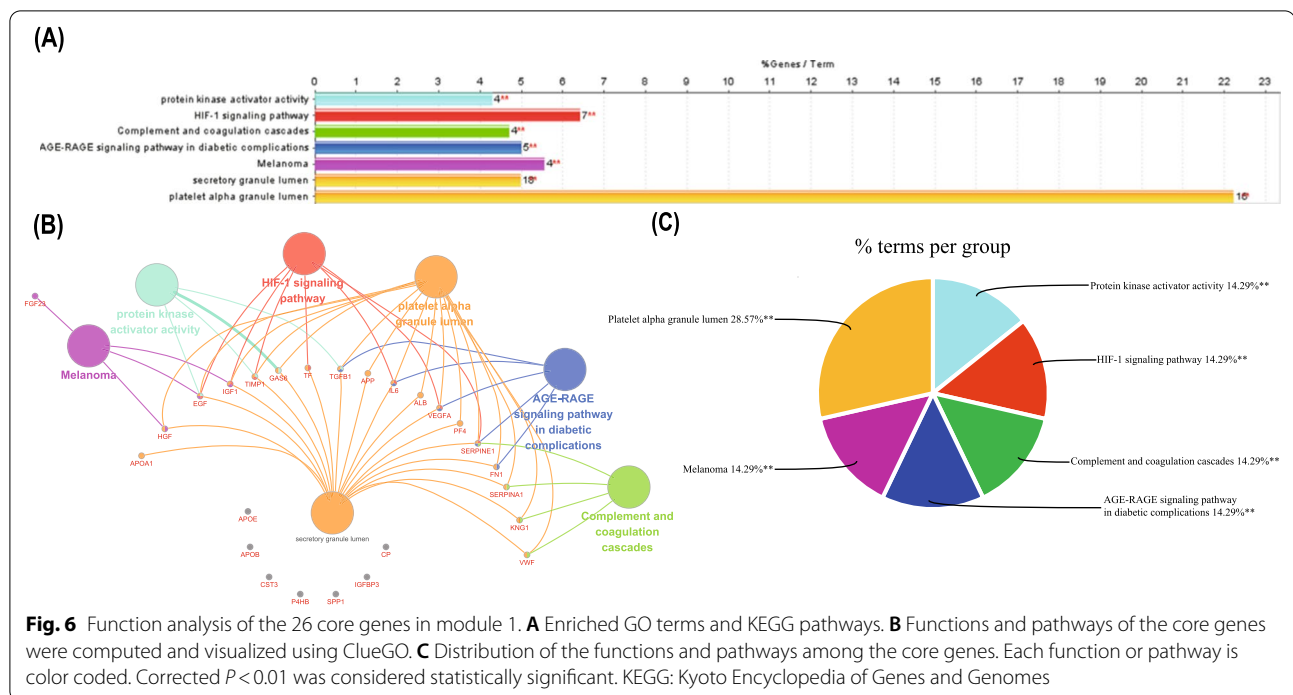 (A)
%Genes / Term
0 1 2 3 4 5 6 7 8 9 10 11 12 13 14 15 16 17 18 19 20 21 22 23
protein kinase activator activity 4**
HIF-1 signaling pathway 7**
Complement and coagulation cascades 4**
AGE-RAGE signaling pathway in diabetic complications 5**
Melanoma 4**
secretory granule lumen 18*
platelet alpha granule lumen 16*
(B)
HIF-1 signaling
pathway
platelet alpha
granule lumen
protein kinase
activator activity
FGF23
Melanoma
AGE-RAGE
signaling pathway
in diabetic
complications
EGF
IGF1
TIMP1
GAS6
TF
TGFB1
APP
IL6
ALB
VEGFA
PF4
SERPINE1
HGF
APOA1
FN1
SERPINA1
KNG1
VWF
Complement and
coagulation
cascades
secretory granule lumen
APOE
APOB
CST3
P4HB
SPP1
IGFBP3
CP
(C)
% terms per group
Protein kinase activator activity 14.29%**
Platelet alpha granule lumen 28.57%**
HIF-1 signaling pathway 14.29%**
Complement and coagulation cascades 14.29%**
Melanoma 14.29%**
AGE-RAGE signaling pathway
in diabetic complications 14.29%**
Fig. 6 Function analysis of the 26 core genes in module 1. A Enriched GO terms and KEGG pathways. B Functions and pathways of the core genes
were computed and visualized using ClueGO. C Distribution of the functions and pathways among the core genes. Each function or pathway is
color coded. Corrected P < 0.01 was considered statistically significant. KEGG: Kyoto Encyclopedia of Genes and Genomes